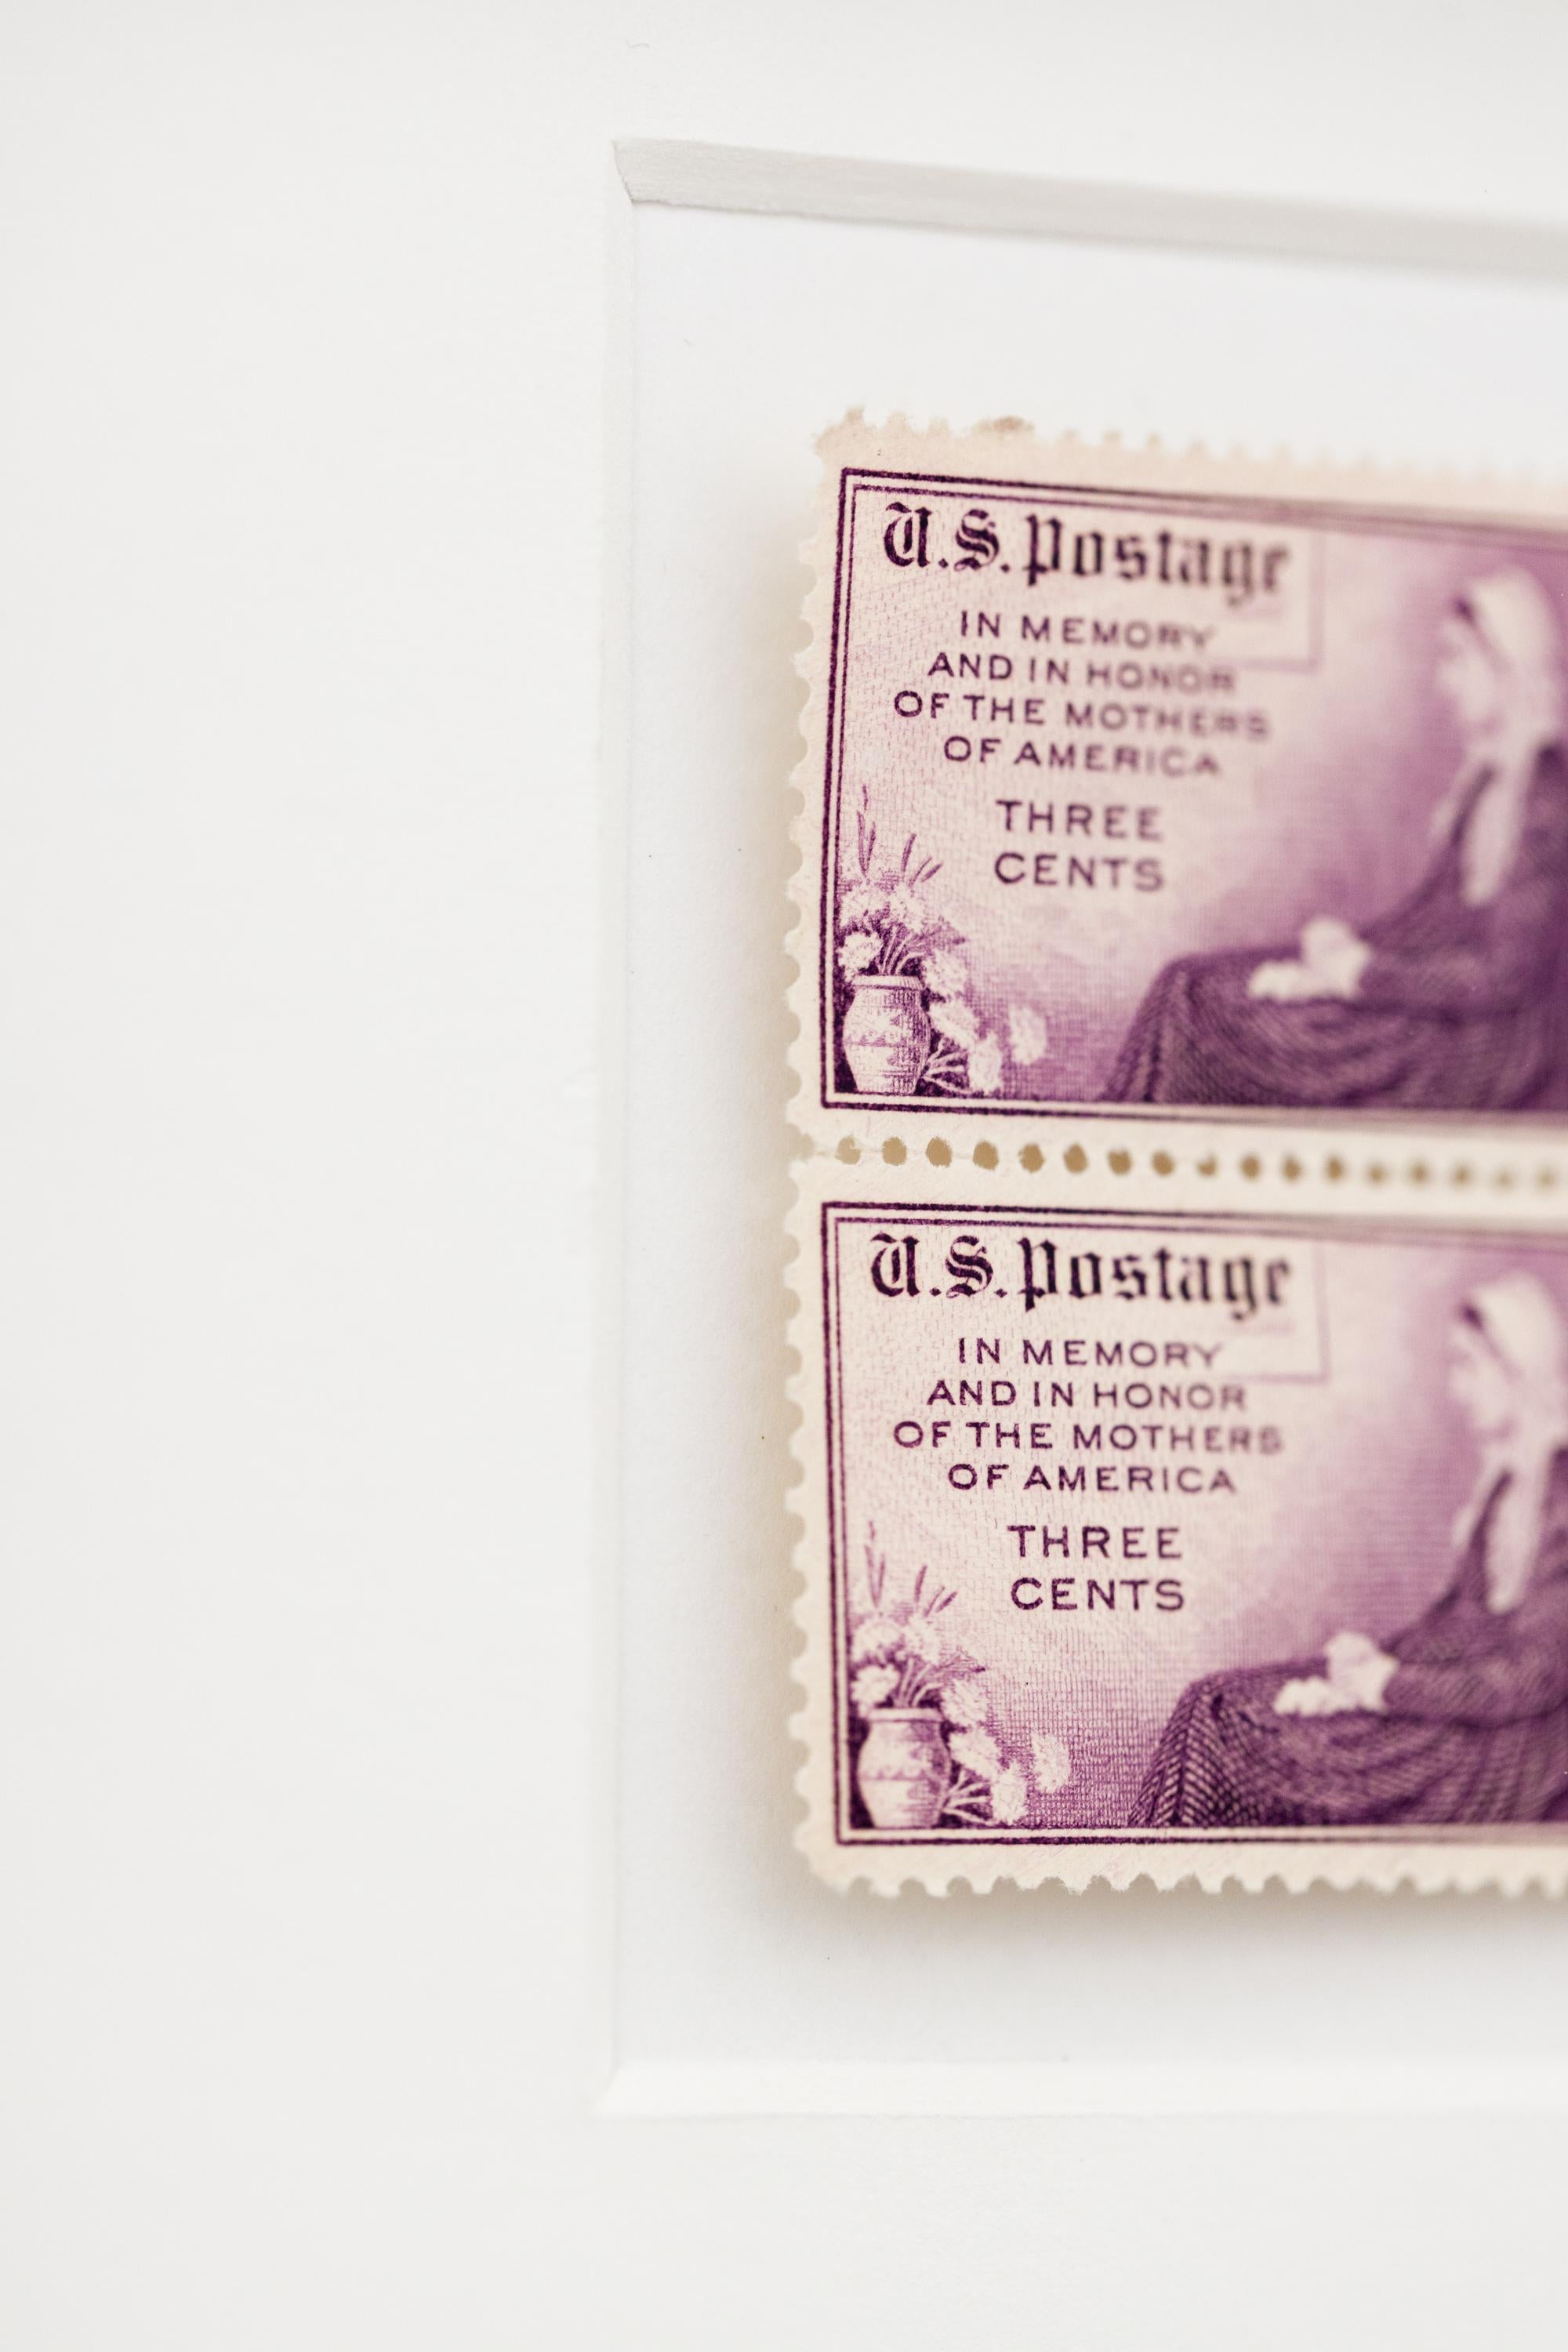 U.S. Postage
IN MEMORY
AND IN HONOR
OF THE MOTHERS
OF AMERICA
THREE
CENTS
U.S. Postage
IN MEMORY
AND IN HONOR
OF THE MOTHERS
OF AMERICA
THREE
CENTS